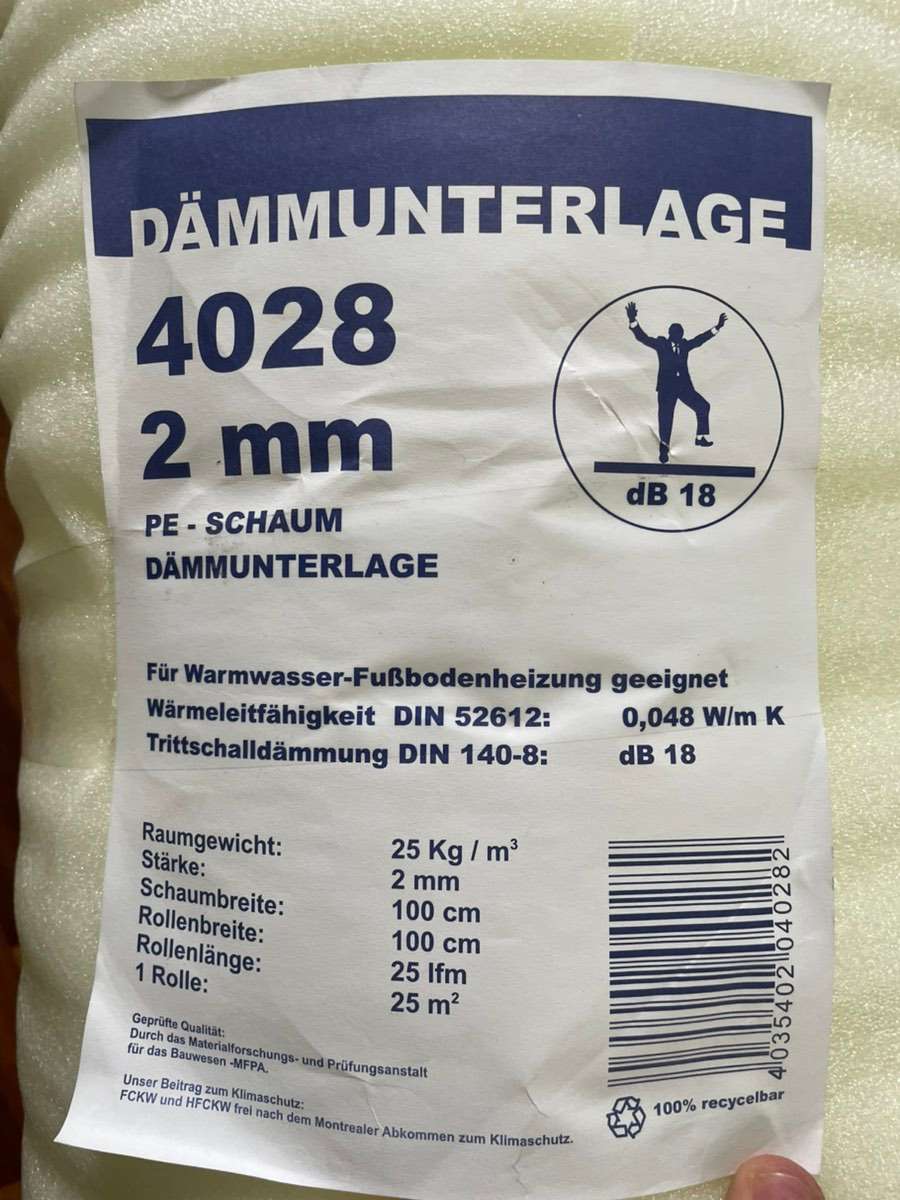 DÄMMUNTERLAGE
4028
2 mm
PE - SCHAUM
DÄMMUNTERLAGE
dB 18
Für Warmwasser-Fußbodenheizung geeignet
Wärmeleitfähigkeit DIN 52612: 0,048 W/m K
Trittschalldämmung DIN 140-8: dB 18
Raumgewicht: 25 Kg / m³
Stärke: 2 mm
Schaumbreite: 100 cm
Rollenbreite: 100 cm
Rollenlänge: 25 lfm
1 Rolle: 25 m²
4035402040282
Geprüfte Qualität:
Durch das Materialforschungs- und Prüfungsanstalt
für das Bauwesen -MFPA.
Unser Beitrag zum Klimaschutz:
FCKW und HFCKW frei nach dem Montrealer Abkommen zum Klimaschutz.
100% recycelbar